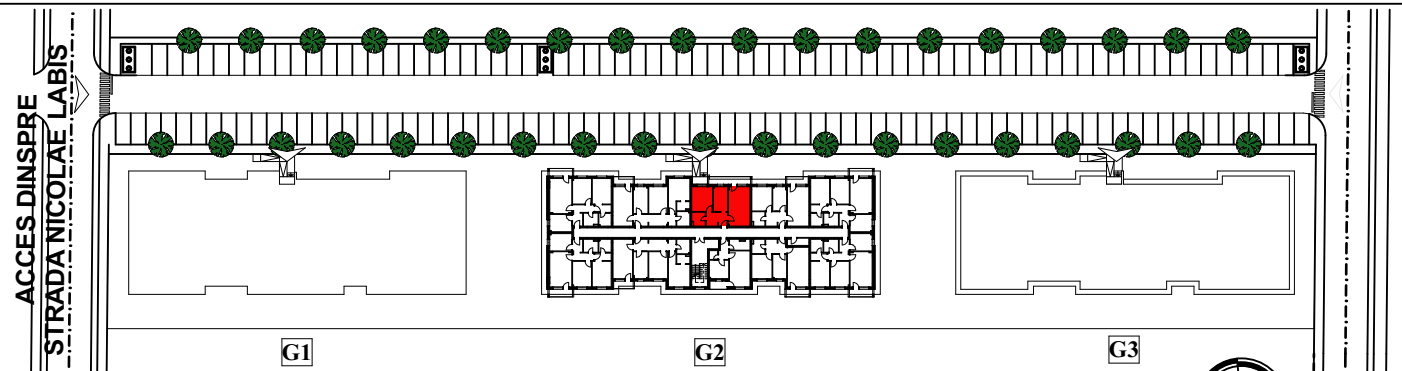 ACCES DINSPRE
STRADA NICOLAE LABIS
G1
G2
G3